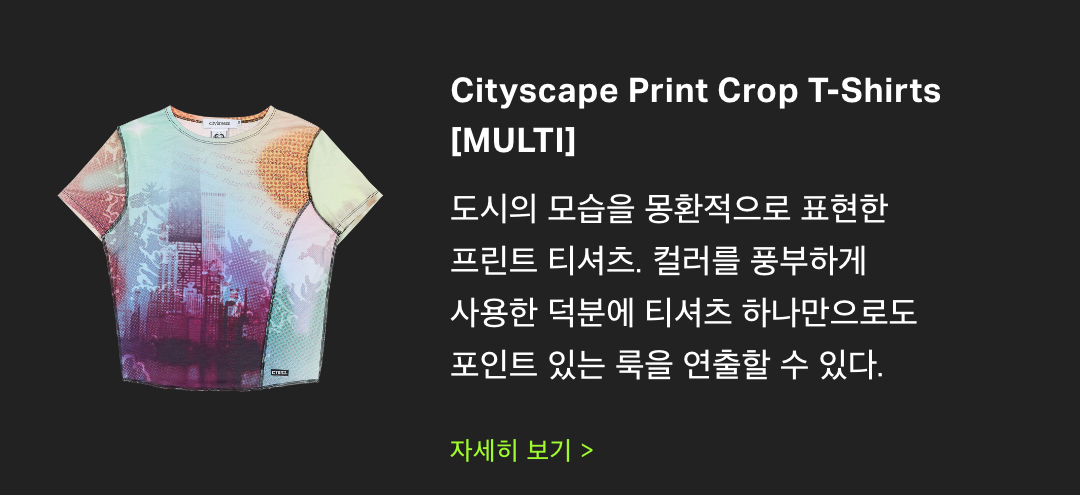 Cityscape Print Crop T-Shirts
[MULTI]
도시의 모습을 몽환적으로 표현한
프린트 티셔츠. 컬러를 풍부하게
사용한 덕분에 티셔츠 하나만으로도
포인트 있는 룩을 연출할 수 있다.
자세히 보기 >